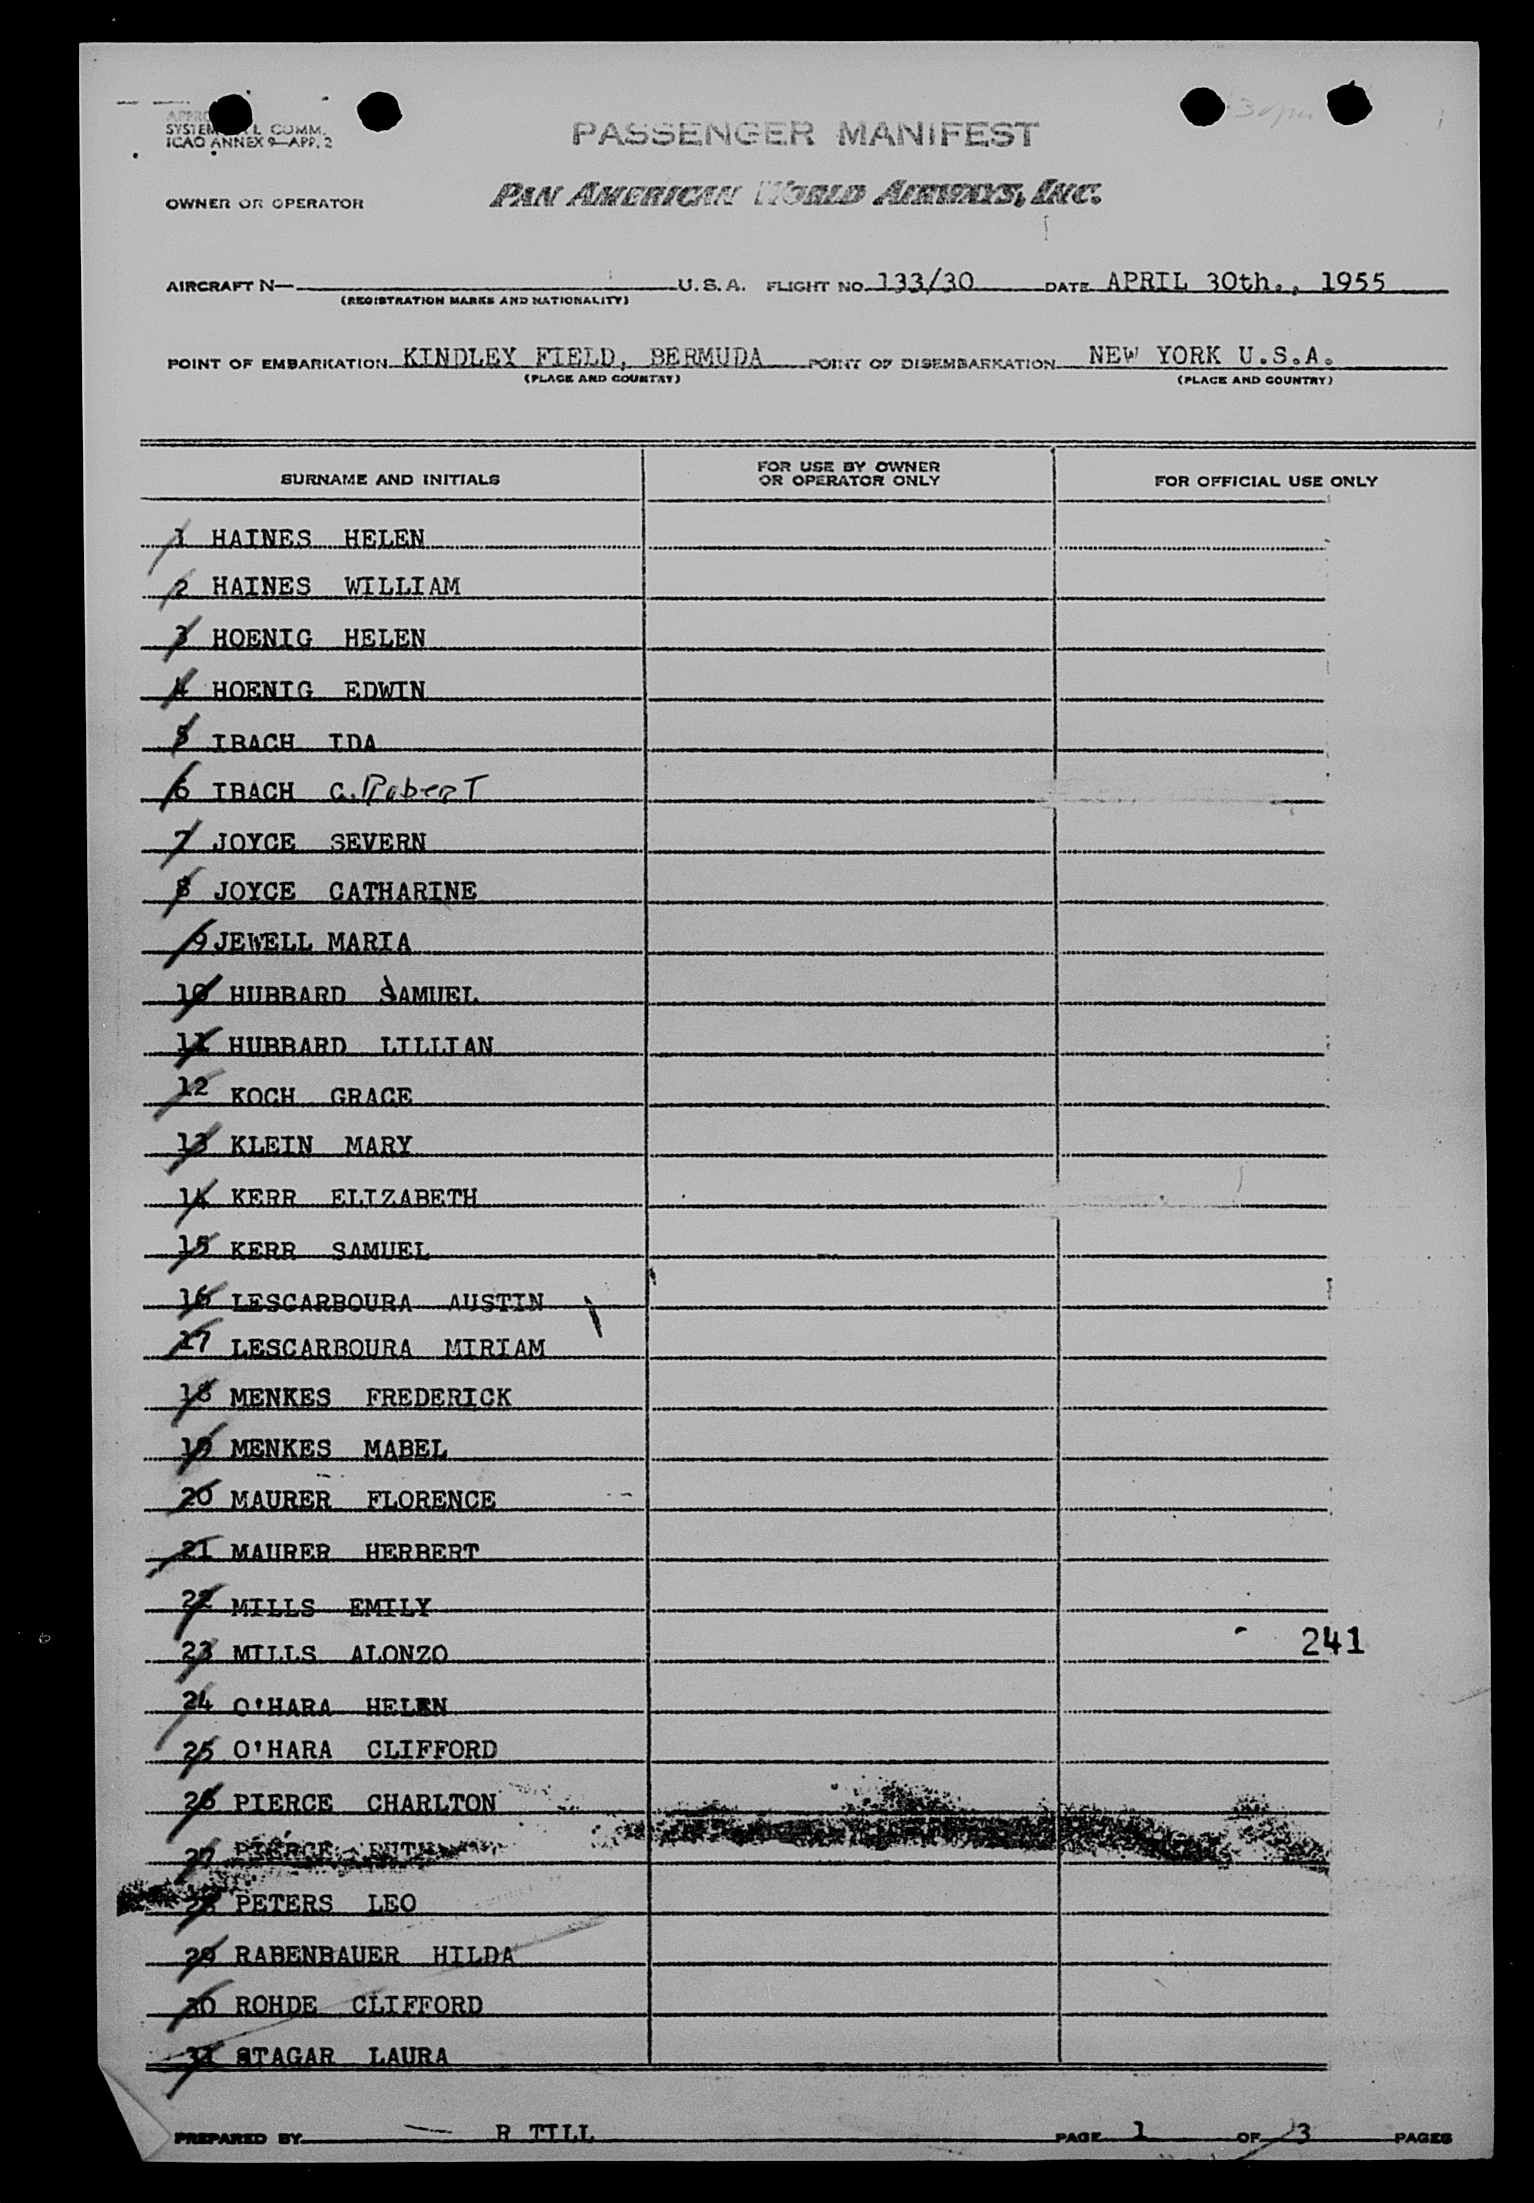 SYSTEM L COMM.
ICAO ANNEX 9—APP. 2
PASSENGER MANIFEST
OWNER OR OPERATOR PAN AMERICAN WORLD AIRWAYS, INC.
AIRCRAFT N— U.S.A. FLIGHT NO. 133/30 DATE APRIL 30th., 1955
(REGISTRATION MARKS AND NATIONALITY)
POINT OF EMBARKATION KINDLEY FIELD, BERMUDA POINT OF DISEMBARKATION NEW YORK U.S.A.
(PLACE AND COUNTRY) (PLACE AND COUNTRY)
SURNAME AND INITIALS FOR USE BY OWNER OR OPERATOR ONLY FOR OFFICIAL USE ONLY
1 HAINES HELEN
2 HAINES WILLIAM
3 HOENIG HELEN
4 HOENIG EDWIN
5 IBACH IDA
6 IBACH C. Robert
7 JOYCE SEVERN
8 JOYCE CATHARINE
9 JEWELL MARIA
10 HUBBARD SAMUEL
11 HUBBARD LILLIAN
12 KOCH GRACE
13 KLEIN MARY
14 KERR ELIZABETH
15 KERR SAMUEL
16 LESCARBOURA AUSTIN
17 LESCARBOURA MIRIAM
18 MENKES FREDERICK
19 MENKES MABEL
20 MAURER FLORENCE
21 MAURER HERBERT
22 MILLS EMILY
23 MILLS ALONZO 241
24 O'HARA HELEN
25 O'HARA CLIFFORD
26 PIERCE CHARLTON
27 PIERCE RUTH
28 PETERS LEO
29 RABENBAUER HILDA
30 ROHDE CLIFFORD
31 STAGAR LAURA
PREPARED BY R TILL PAGE 1 OF 3 PAGES